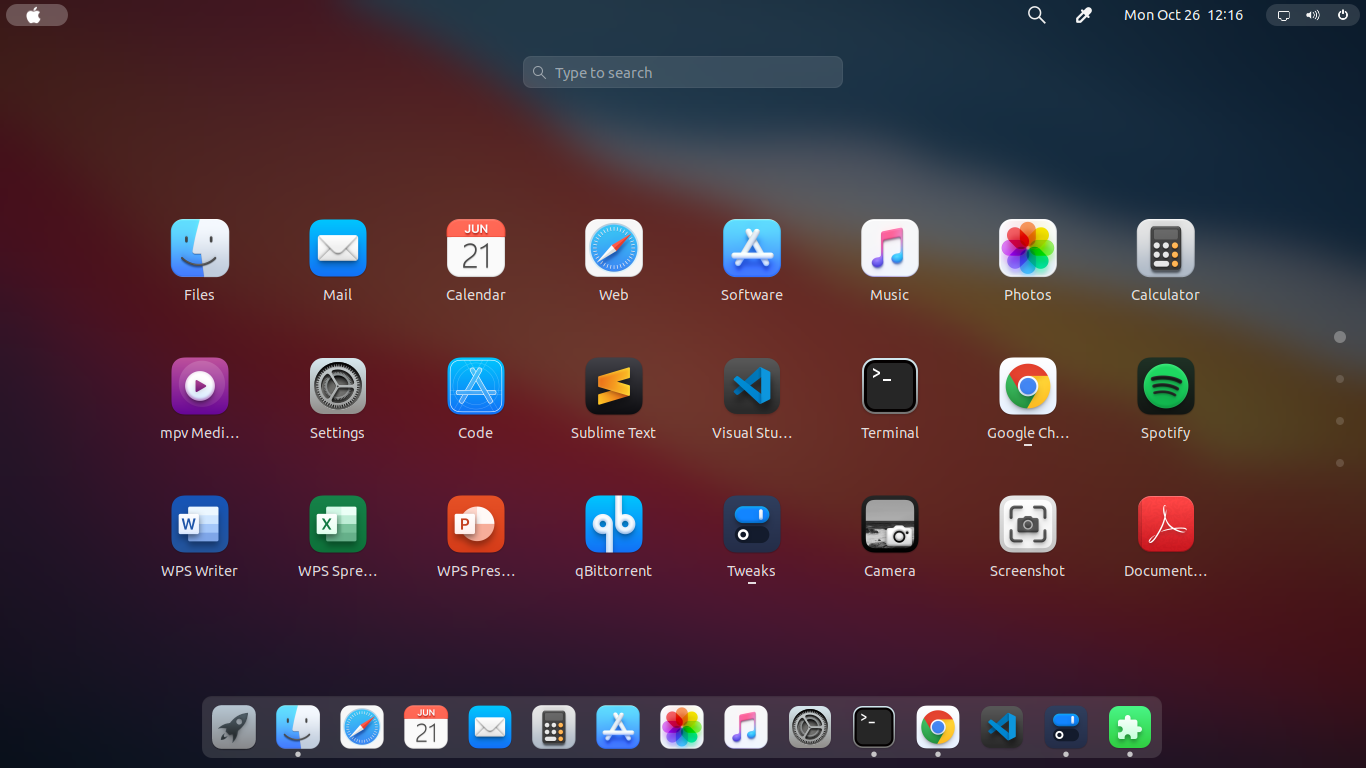 Mon Oct 26 12:16
Type to search
JUN
21
Files
Mail
Calendar
Web
Software
Music
Photos
Calculator
>_
mpv Medi…
Settings
Code
Sublime Text
Visual Stu…
Terminal
Google Ch…
Spotify
W
X
P
qb
WPS Writer
WPS Spre…
WPS Pres…
qBittorrent
Tweaks
Camera
Screenshot
Document…
JUN
21
>_